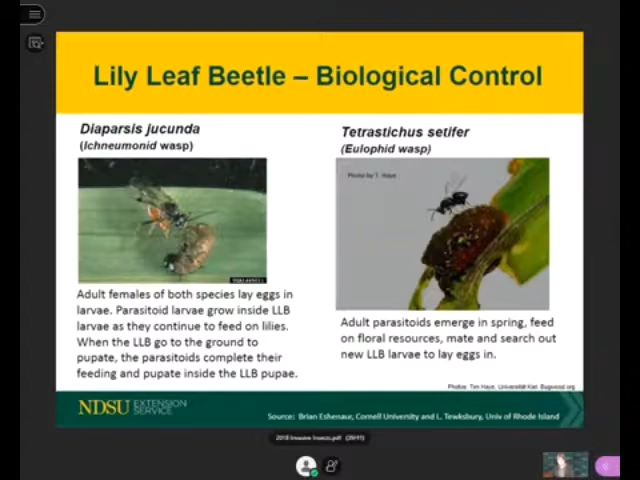 Lily Leaf Beetle – Biological Control
Diaparsis jucunda
(Ichneumonid wasp)
Adult females of both species lay eggs in
larvae. Parasitoid larvae grow inside LLB
larvae as they continue to feed on lilies.
When the LLB go to the ground to
pupate, the parasitoids complete their
feeding and pupate inside the LLB pupae.
Tetrastichus setifer
(Eulophid wasp)
Photo by T. Haye
Adult parasitoids emerge in spring, feed
on floral resources, mate and search out
new LLB larvae to lay eggs in.
Photos: Tim Haye, Universität Kiel, Bugwood.org
NDSU EXTENSION
SERVICE
Source: Brian Eshenaur, Cornell University and L. Tewksbury, Univ of Rhode Island
2018 Invasive Insects.pdf